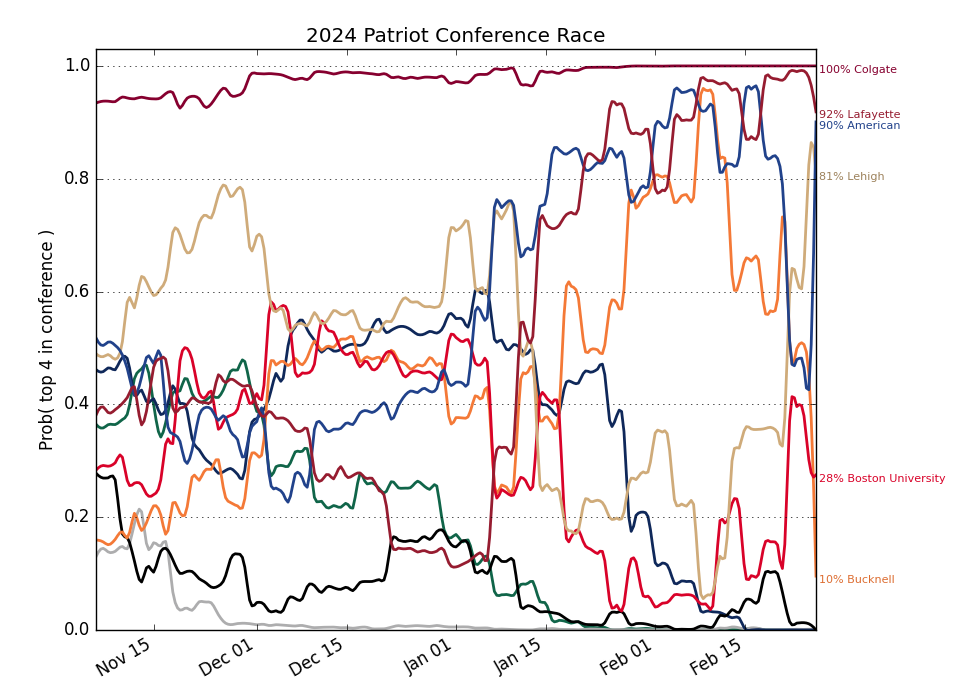 2024 Patriot Conference Race
Prob( top 4 in conference )
1.0
0.8
0.6
0.4
0.2
0.0
100% Colgate
92% Lafayette
90% American
81% Lehigh
28% Boston University
10% Bucknell
Nov 15
Dec 01
Dec 15
Jan 01
Jan 15
Feb 01
Feb 15